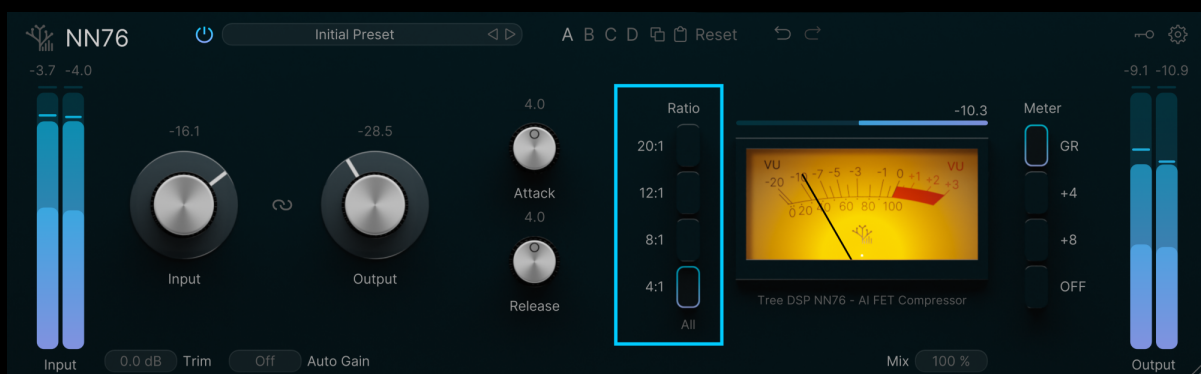 NN76
Initial Preset
A B C D Reset
-3.7 -4.0
-9.1 -10.9
-16.1
-28.5
4.0
Attack
4.0
Release
Input
Output
Ratio
20:1
12:1
8:1
4:1
All
-10.3
VU VU
-20 -10 -7 -5 -3 -1 0 +1 +2 +3
0 20 40 60 80 100
Tree DSP NN76 - AI FET Compressor
Meter
GR
+4
+8
OFF
Input
0.0 dB Trim
Off Auto Gain
Mix 100 %
Output